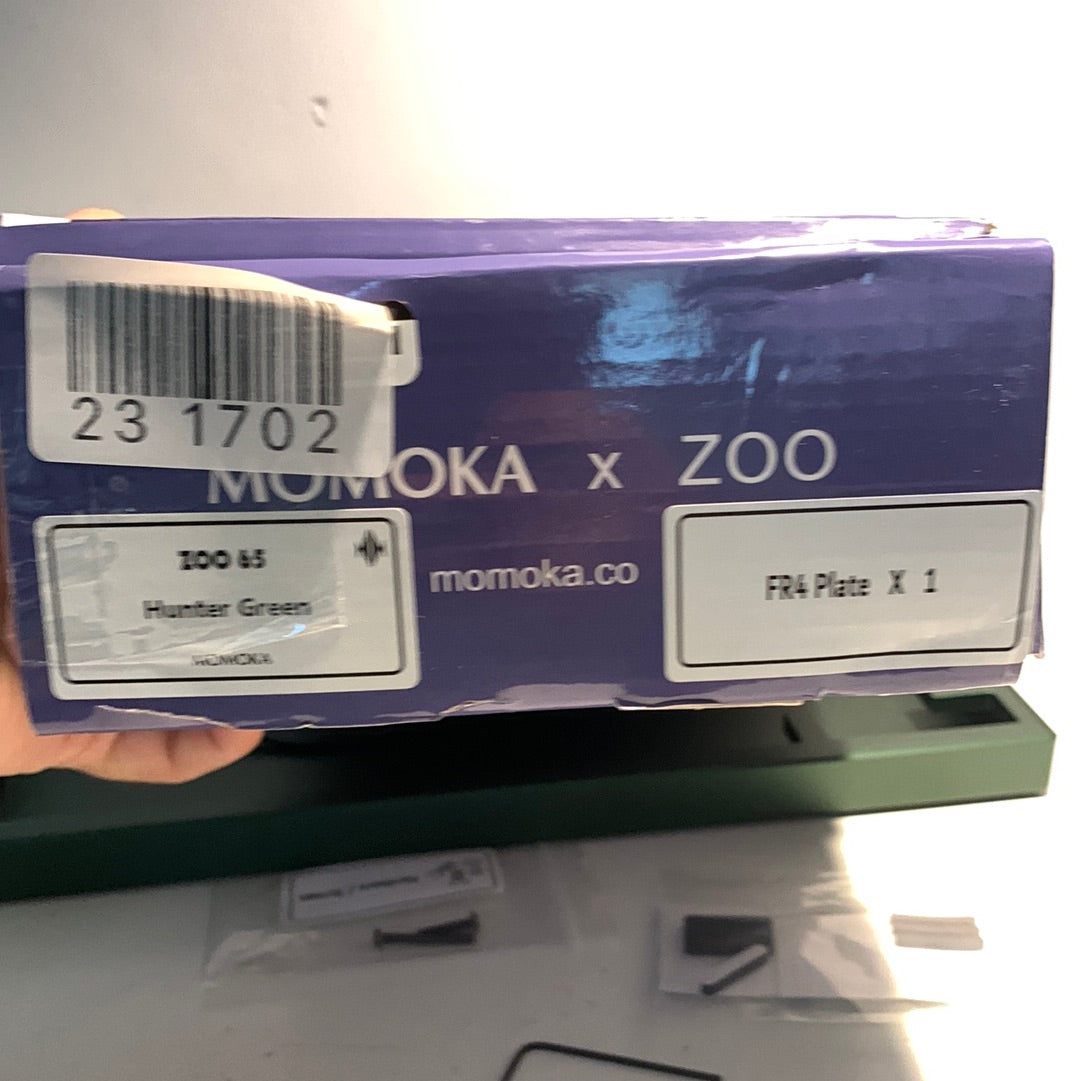 23 1702
MOMOKA x ZOO
momoka.co
ZOO 65
Hunter Green
MOMOKA
FR4 Plate X 1